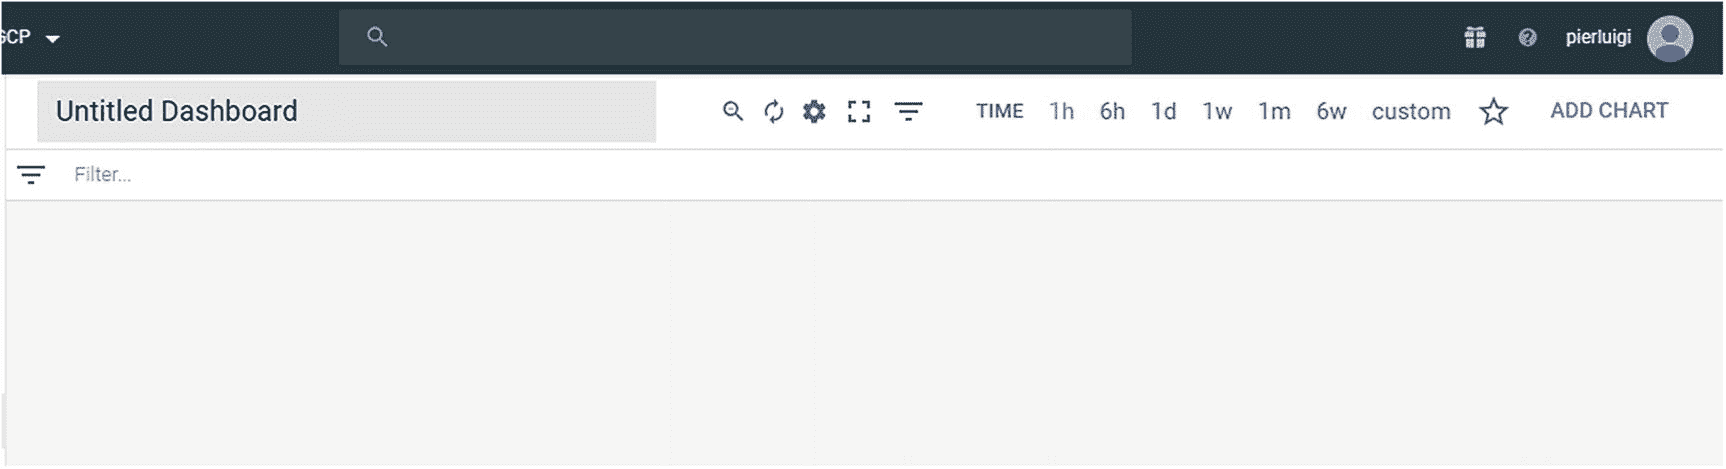 GCP
pierluigi
Untitled Dashboard
TIME 1h 6h 1d 1w 1m 6w custom ADD CHART
Filter...